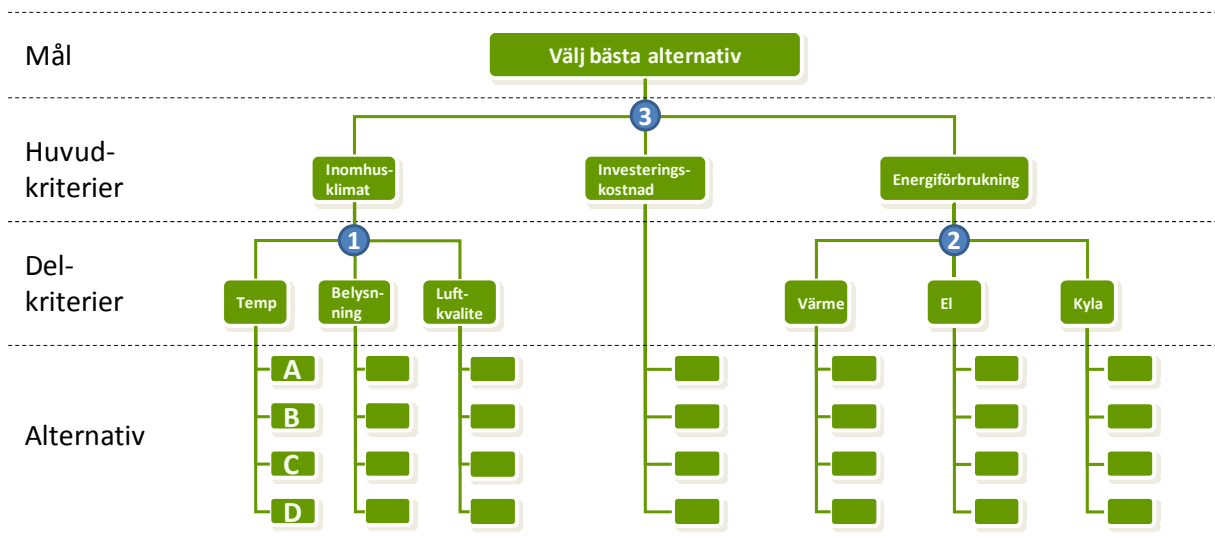 Mål
Välj bästa alternativ
3
Huvud-
kriterier
Inomhus-
klimat
Investerings-
kostnad
Energiförbrukning
1
2
Del-
kriterier
Temp
Belysn-
ning
Luft-
kvalite
Värme
El
Kyla
Alternativ
A
B
C
D